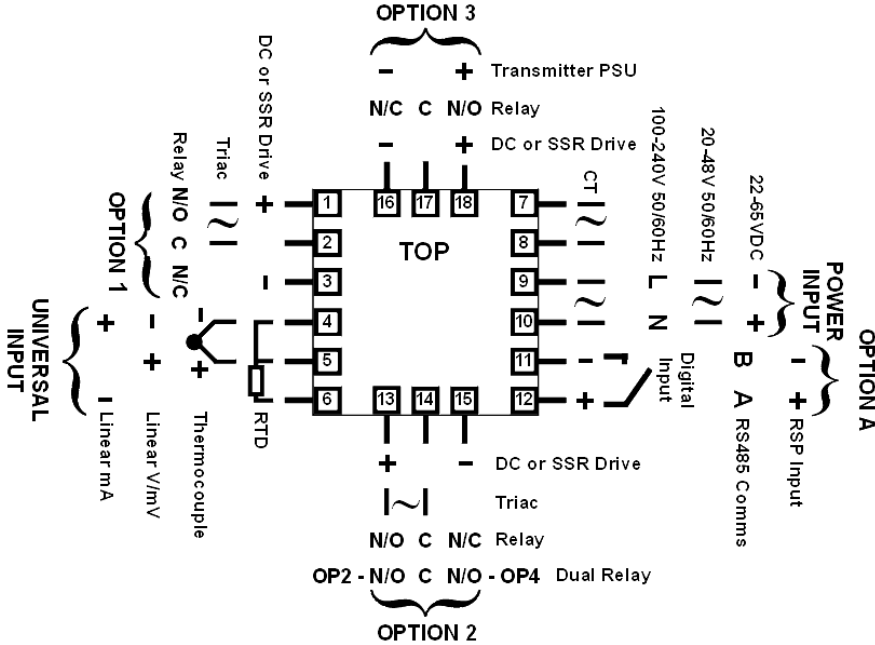 OPTION 3
- + Transmitter PSU
N/C C N/O Relay
- + DC or SSR Drive
16 17 18
TOP
1
2
3
4
5
6
7
8
9
10
11
12
13 14 15
+ - DC or SSR Drive
Triac
N/O C N/C Relay
OP2 - N/O C N/O - OP4 Dual Relay
OPTION 2
DC or SSR Drive
+ -
Triac
~
Relay N/O C N/C
OPTION 1
UNIVERSAL
INPUT
+ - Linear mA
- + Linear V/mV
- + Thermocouple
RTD
CT
~
~
- +
Digital
Input
100-240V 50/60Hz L N
20-48V 50/60Hz
~
22-65VDC - +
POWER
INPUT
B A RS485 Comms
- + RSP Input
OPTION A
~